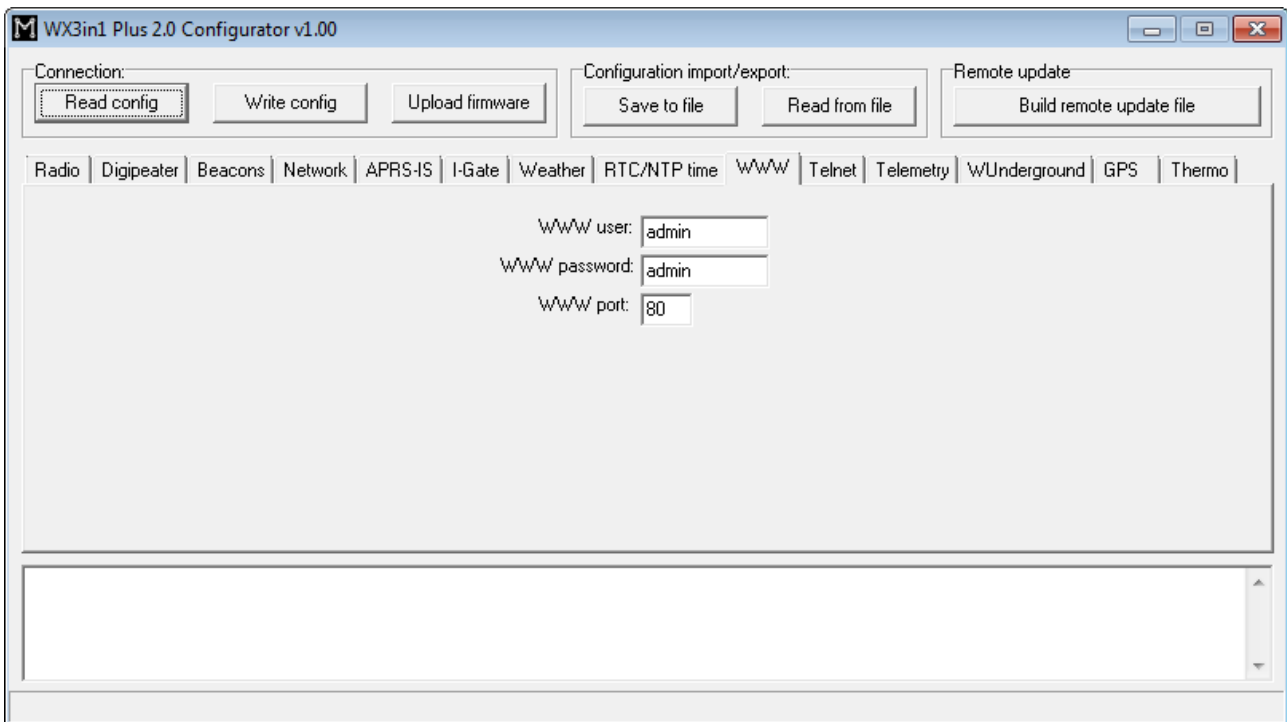 WX3in1 Plus 2.0 Configurator v1.00
Connection: Configuration import/export: Remote update
Read config Write config Upload firmware Save to file Read from file Build remote update file
Radio Digipeater Beacons Network APRS-IS I-Gate Weather RTC/NTP time WWW Telnet Telemetry WUnderground GPS Thermo
WWW user: admin
WWW password: admin
WWW port: 80